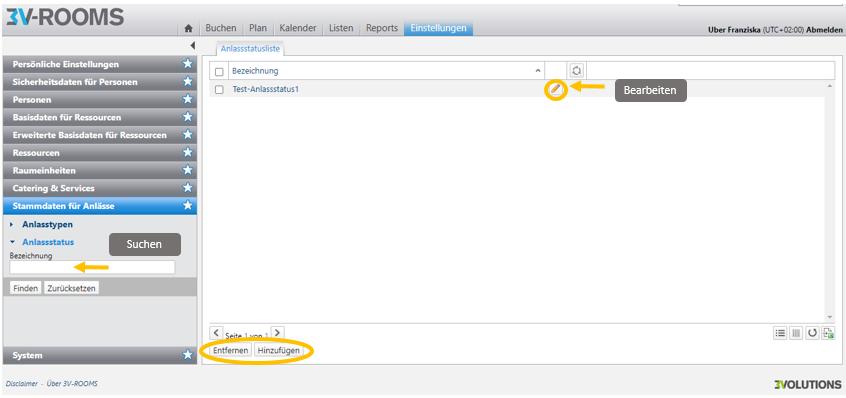 3V-ROOMS
Buchen Plan Kalender Listen Reports Einstellungen
Uber Franziska (UTC+02:00) Abmelden
Anlassstatusliste
Persönliche Einstellungen
Sicherheitsdaten für Personen
Personen
Basisdaten für Ressourcen
Erweiterte Basisdaten für Ressourcen
Ressourcen
Raumeinheiten
Catering & Services
Stammdaten für Anlässe
Anlasstypen
Anlassstatus
Suchen
Bezeichnung
Finden Zurücksetzen
System
Bezeichnung
Test-Anlassstatus1
Bearbeiten
Seite 1 von 1
Entfernen Hinzufügen
Disclaimer - Über 3V-ROOMS
3VOLUTIONS